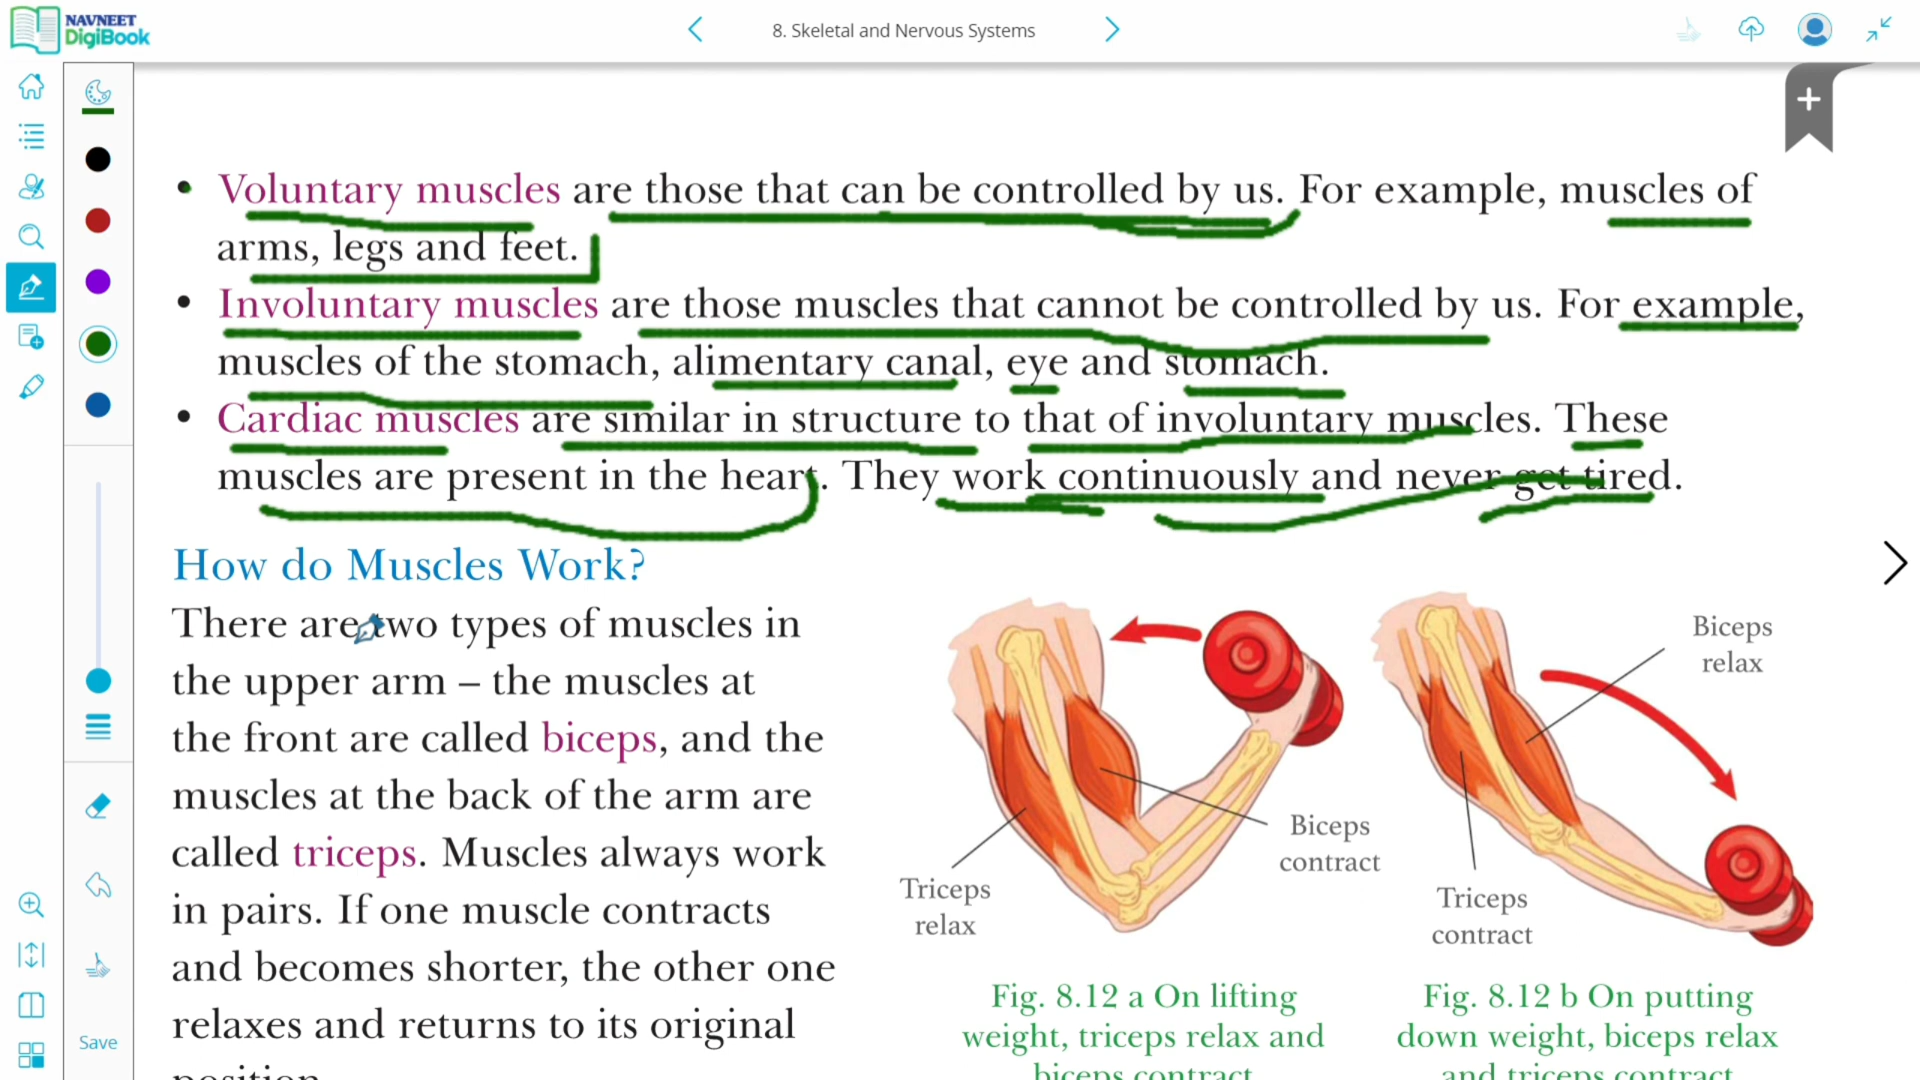 NAVNEET
DigiBook
8. Skeletal and Nervous Systems
• Voluntary muscles are those that can be controlled by us. For example, muscles of
arms, legs and feet.
• Involuntary muscles are those muscles that cannot be controlled by us. For example,
muscles of the stomach, alimentary canal, eye and stomach.
• Cardiac muscles are similar in structure to that of involuntary muscles. These
muscles are present in the heart. They work continuously and never get tired.
How do Muscles Work?
There are two types of muscles in
the upper arm – the muscles at
the front are called biceps, and the
muscles at the back of the arm are
called triceps. Muscles always work
in pairs. If one muscle contracts
and becomes shorter, the other one
relaxes and returns to its original
position.
Triceps
relax
Biceps
contract
Fig. 8.12 a On lifting
weight, triceps relax and
biceps contract
Biceps
relax
Triceps
contract
Fig. 8.12 b On putting
down weight, biceps relax
and triceps contract
Save